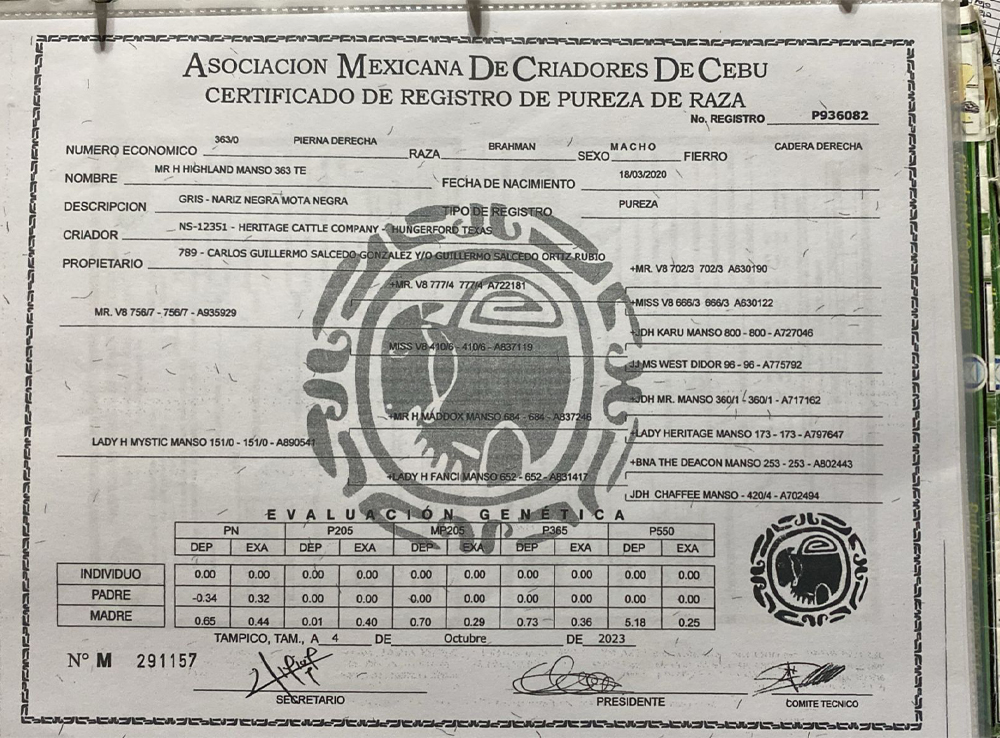 ASOCIACION MEXICANA DE CRIADORES DE CEBU
CERTIFICADO DE REGISTRO DE PUREZA DE RAZA
No. REGISTRO P936082
NUMERO ECONOMICO 363/0 PIERNA DERECHA RAZA BRAHMAN SEXO MACHO FIERRO CADERA DERECHA
NOMBRE MR H HIGHLAND MANSO 363 TE FECHA DE NACIMIENTO 18/03/2020
DESCRIPCION GRIS - NARIZ NEGRA MOTA NEGRA TIPO DE REGISTRO PUREZA
CRIADOR NS-12351 - HERITAGE CATTLE COMPANY - HUNGERFORD TEXAS
PROPIETARIO 789 - CARLOS GUILLERMO SALCEDO GONZALEZ Y/O GUILLERMO SALCEDO ORTIZ RUBIO
+MR. V8 702/3 702/3 A630190
+MR. V8 777/4 777/4 A722181
+MISS V8 666/3 666/3 A630122
MR. V8 756/7 - 756/7 - A935929
+JDH KARU MANSO 800 - 800 - A727046
MISS V8 410/6 - 410/6 - A837119
JJ MS WEST DIDOR 96 - 96 - A775792
+JDH MR. MANSO 360/1 - 360/1 - A717162
+MR H MADDOX MANSO 684 - 684 - A837246
LADY H MYSTIC MANSO 151/0 - 151/0 - A890541
+LADY HERITAGE MANSO 173 - 173 - A797647
+BNA THE DEACON MANSO 253 - 253 - A802443
+LADY H FANCI MANSO 652 - 652 - A831417
JDH CHAFFEE MANSO - 420/4 - A702494
EVALUACIÓN GENÉTICA
PN P205 MP205 P365 P550
DEP EXA DEP EXA DEP EXA DEP EXA DEP EXA
INDIVIDUO 0.00 0.00 0.00 0.00 0.00 0.00 0.00 0.00 0.00 0.00
PADRE -0.34 0.32 0.00 0.00 0.00 0.00 0.00 0.00 0.00 0.00
MADRE 0.65 0.44 0.01 0.40 0.70 0.29 0.73 0.36 5.18 0.25
TAMPICO, TAM., A 4 DE Octubre DE 2023
N° M 291157
SECRETARIO PRESIDENTE COMITE TECNICO